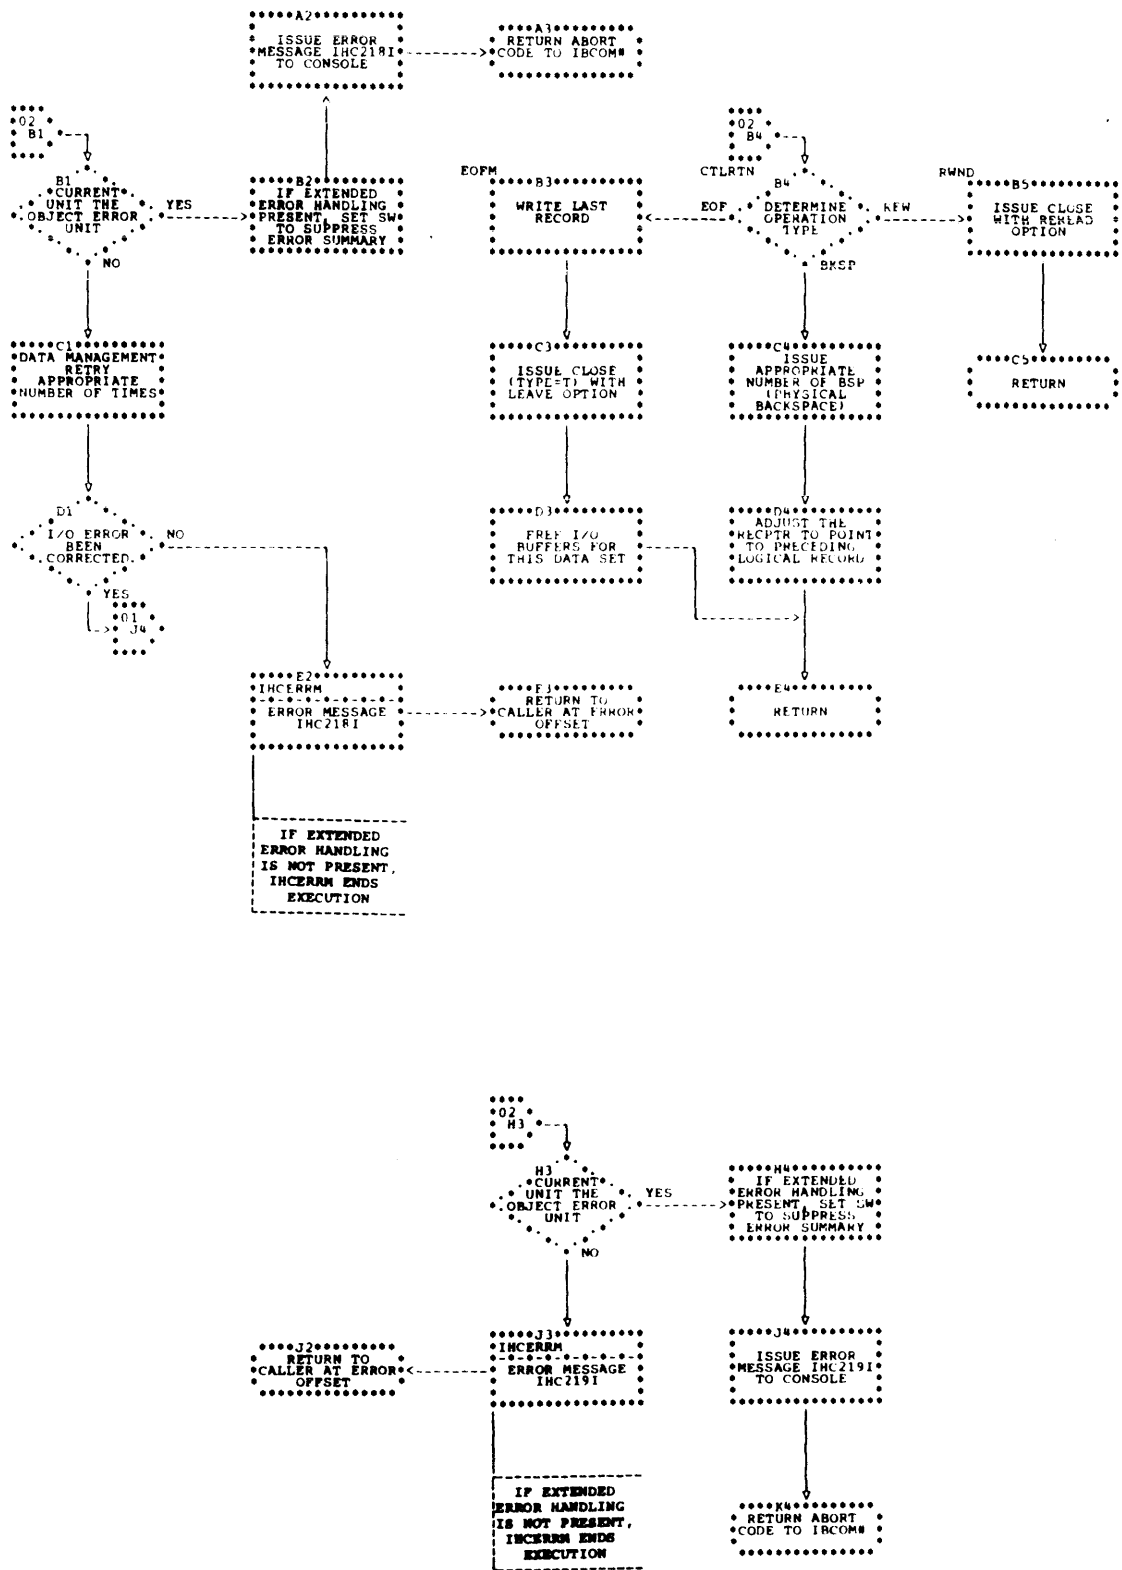 A2
ISSUE ERROR
MESSAGE IHC218I
TO CONSOLE
A3
RETURN ABORT
CODE TO IBCOM#
02
B1
B1
CURRENT
UNIT THE
OBJECT ERROR
UNIT
YES
NO
B2
IF EXTENDED
ERROR HANDLING
PRESENT, SET SW
TO SUPPRESS
ERROR SUMMARY
EOFM
B3
WRITE LAST
RECORD
02
B4
CTLRTN
B4
DETERMINE
OPERATION
TYPE
EOF
REW
BKSP
RWND
B5
ISSUE CLOSE
WITH REREAD
OPTION
C1
DATA MANAGEMENT
RETRY
APPROPRIATE
NUMBER OF TIMES
C3
ISSUE CLOSE
(TYPE=T) WITH
LEAVE OPTION
C4
ISSUE
APPROPRIATE
NUMBER OF BSP
(PHYSICAL
BACKSPACE)
C5
RETURN
D1
I/O ERROR
BEEN
CORRECTED.
NO
YES
01
J4
D3
FREE I/O
BUFFERS FOR
THIS DATA SET
D4
ADJUST THE
RECPTR TO POINT
TO PRECEDING
LOGICAL RECORD
E2
IHCERRM
ERROR MESSAGE
IHC218I
E3
RETURN TO
CALLER AT ERROR
OFFSET
E4
RETURN
IF EXTENDED
ERROR HANDLING
IS NOT PRESENT,
IHCERRM ENDS
EXECUTION
02
H3
H3
CURRENT
UNIT THE
OBJECT ERROR
UNIT
YES
NO
H4
IF EXTENDED
ERROR HANDLING
PRESENT, SET SW
TO SUPPRESS
ERROR SUMMARY
J2
RETURN TO
CALLER AT ERROR
OFFSET
J3
IHCERRM
ERROR MESSAGE
IHC219I
J4
ISSUE ERROR
MESSAGE IHC219I
TO CONSOLE
IF EXTENDED
ERROR HANDLING
IS NOT PRESENT,
IHCERRM ENDS
EXECUTION
K4
RETURN ABORT
CODE TO IBCOM#